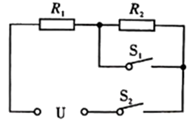 R₁ R₂
S₁
U S₂